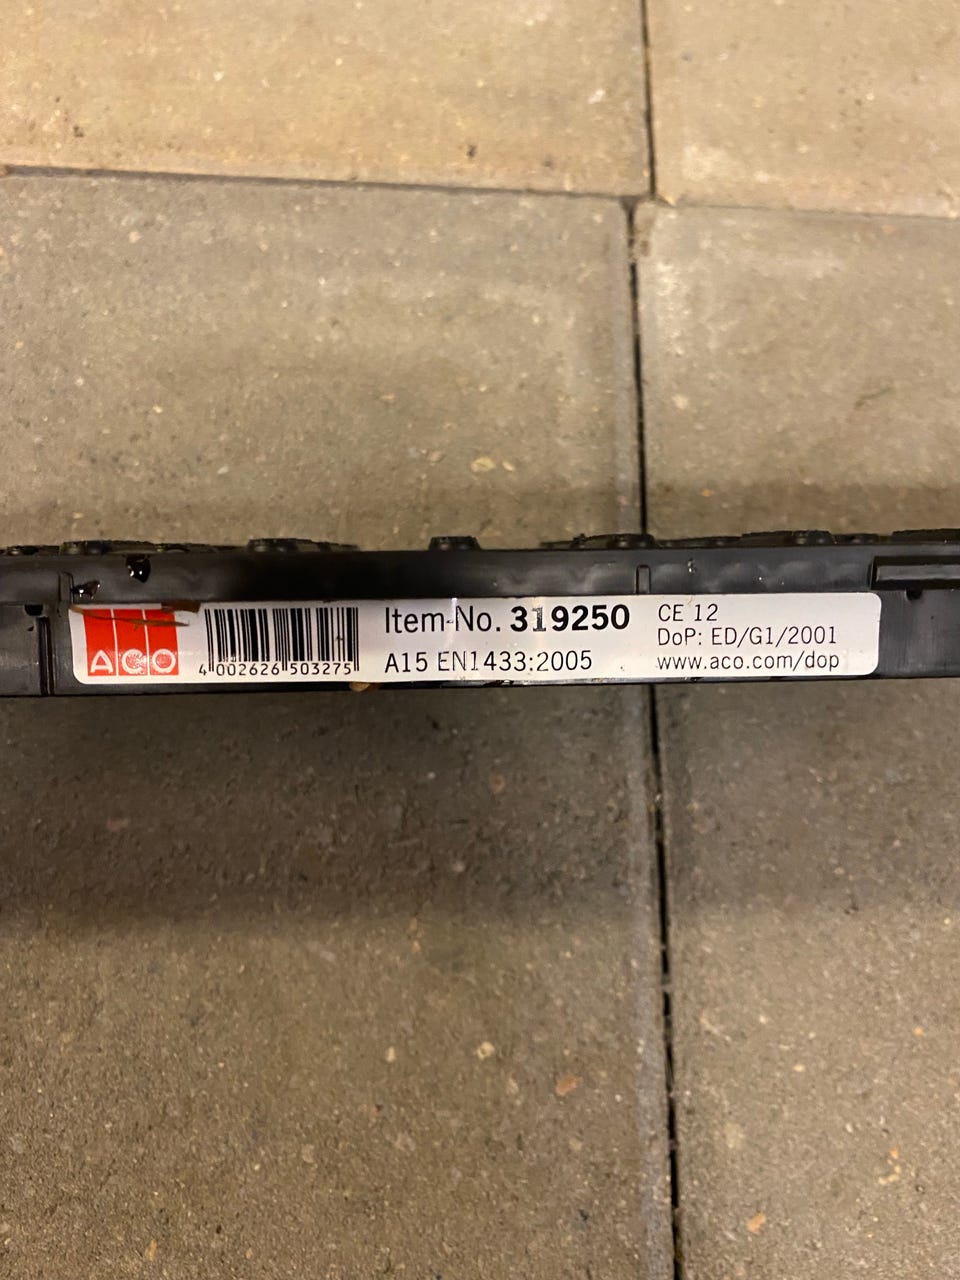 ACO
4 002626 503275
Item-No. 319250
A15 EN1433:2005
CE 12
DoP: ED/G1/2001
www.aco.com/dop